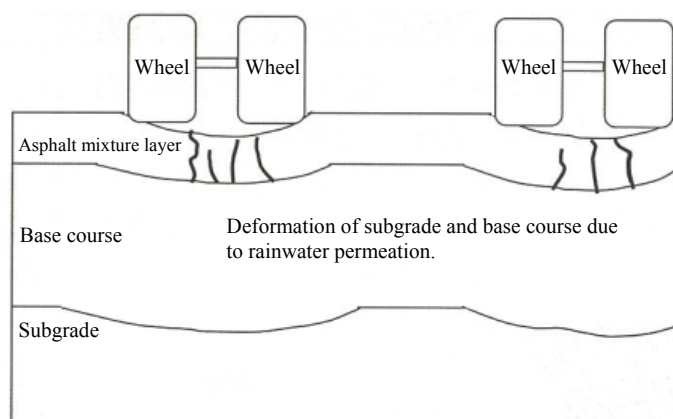 Wheel
Wheel
Wheel
Wheel
Asphalt mixture layer
Base course
Deformation of subgrade and base course due
to rainwater permeation.
Subgrade